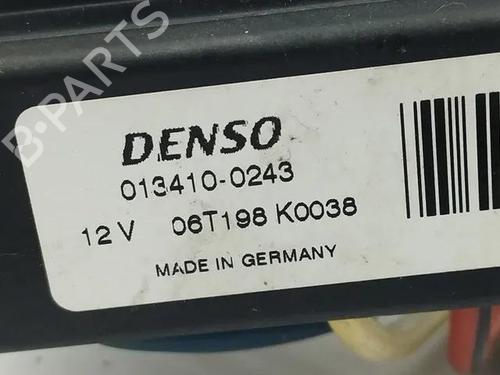 B-PARTS
DENSO
013410-0243
12 V 06T198 K0038
MADE IN GERMANY